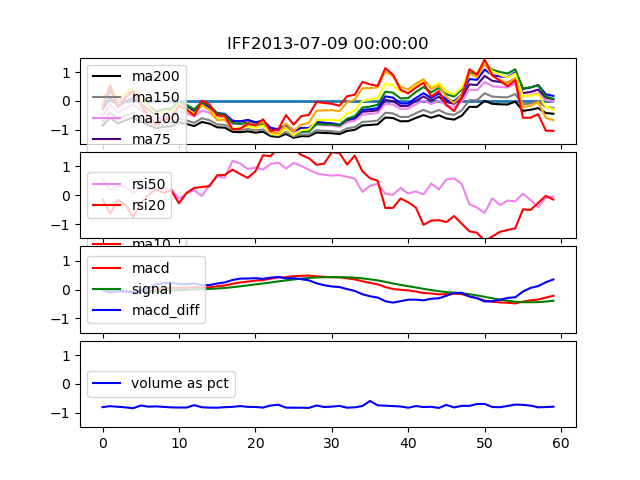 IFF2013-07-09 00:00:00
1
0
−1
ma200
ma150
ma100
ma75
1
0
−1
rsi50
rsi20
ma10
1
0
−1
macd
signal
macd_diff
1
0
−1
volume as pct
0 10 20 30 40 50 60